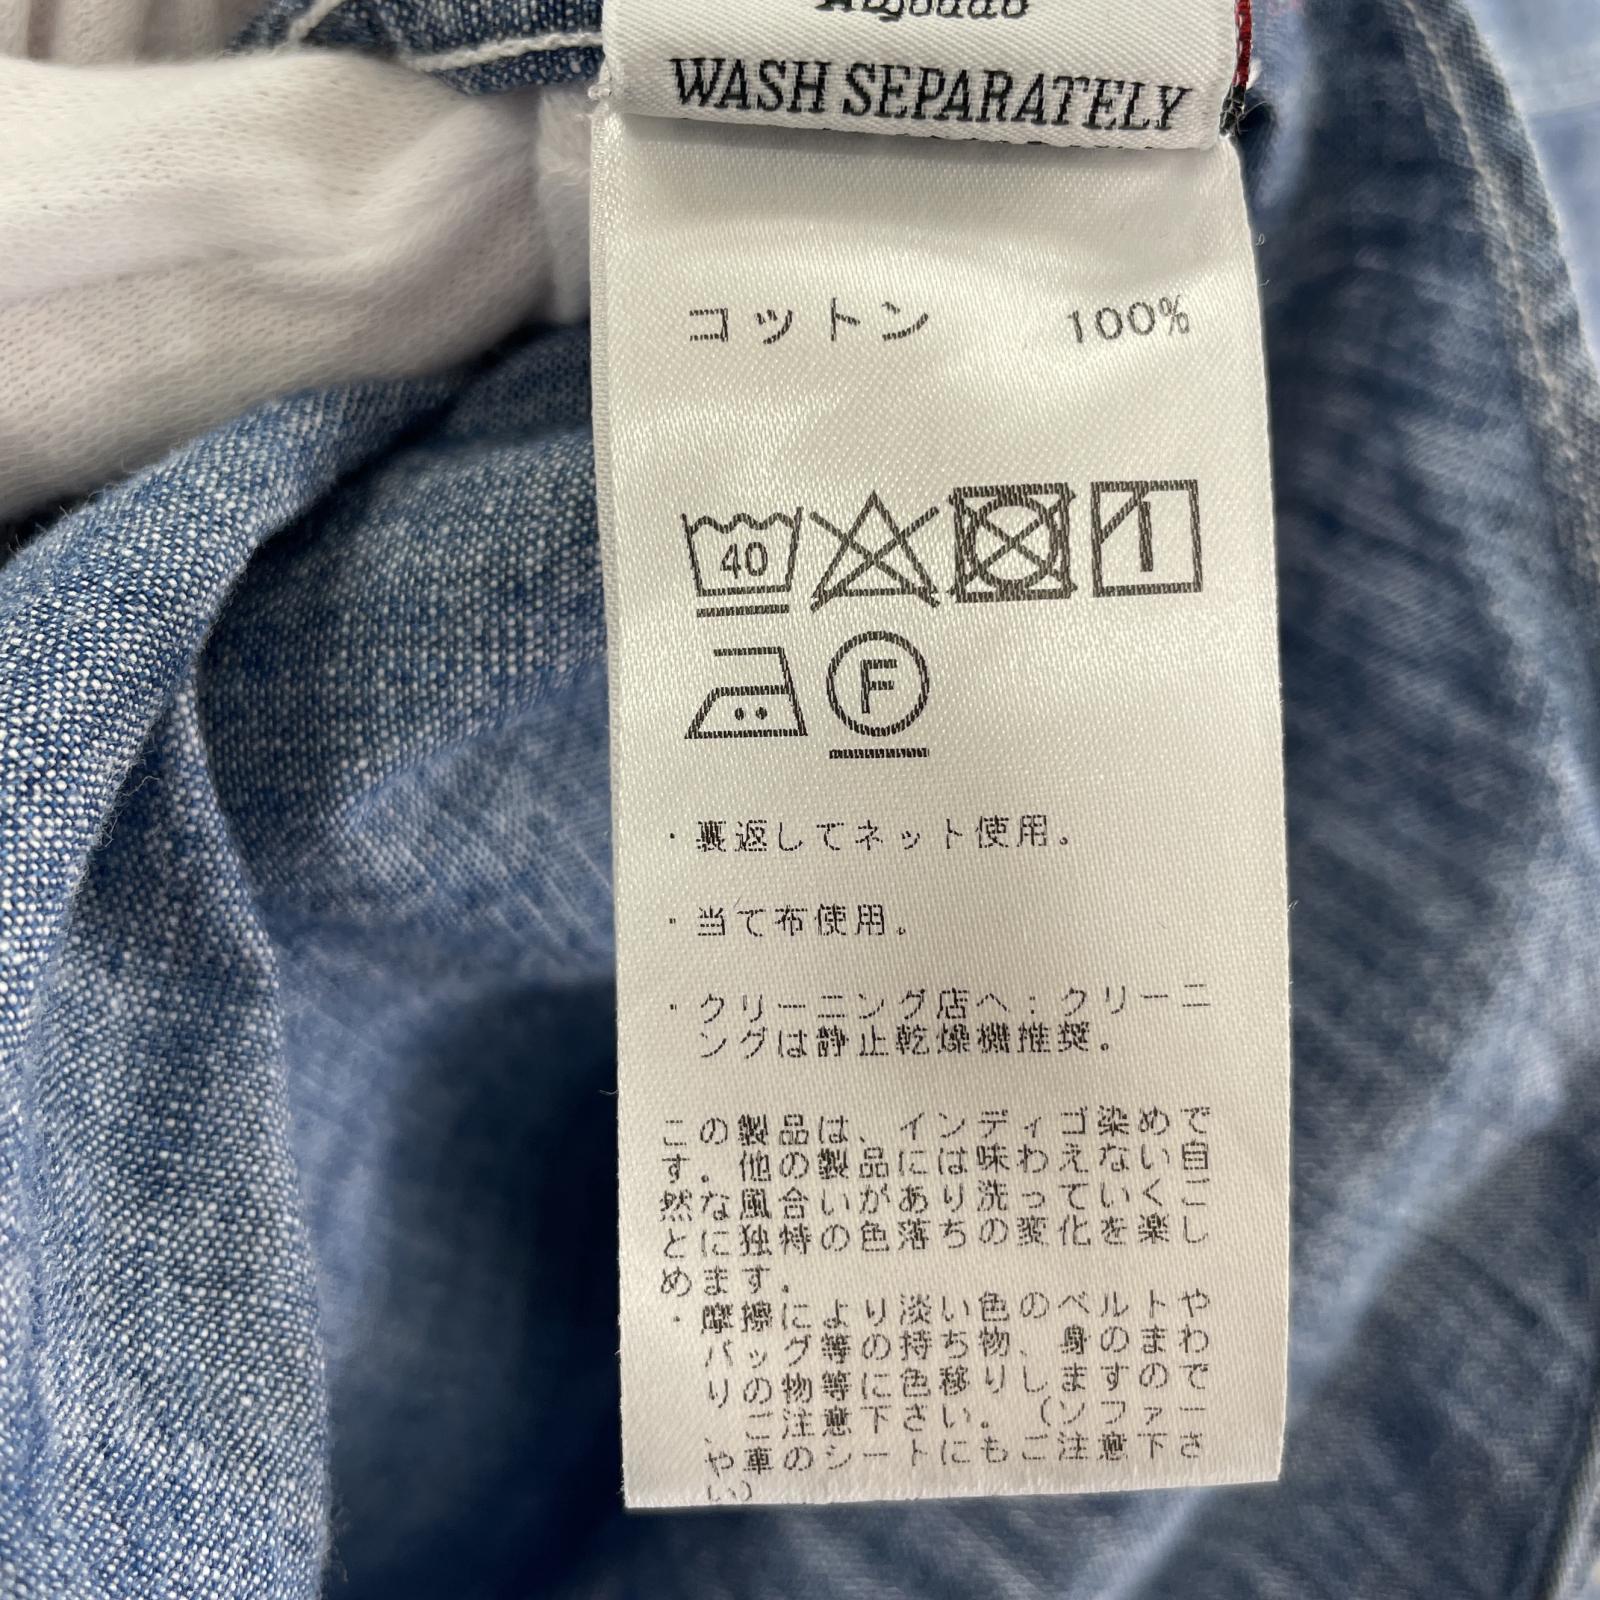 WASH SEPARATELY
コットン 100%
40
F
・裏返してネット使用。
・当て布使用。
・クリーニング店へ：クリーニ
ングは静止乾燥機推奨。
この製品は、インディゴ染めで
す。他の製品には味わえない自
然な風合いがあり洗っていくご
とに独特の色落ちの変化を楽し
めます。
・摩擦により淡い色のベルトや
バッグ等の持ち物、身のまわ
りの物等に色移りしますので
、ご注意下さい。（ソファー
や車のシートにもご注意下さ
い）